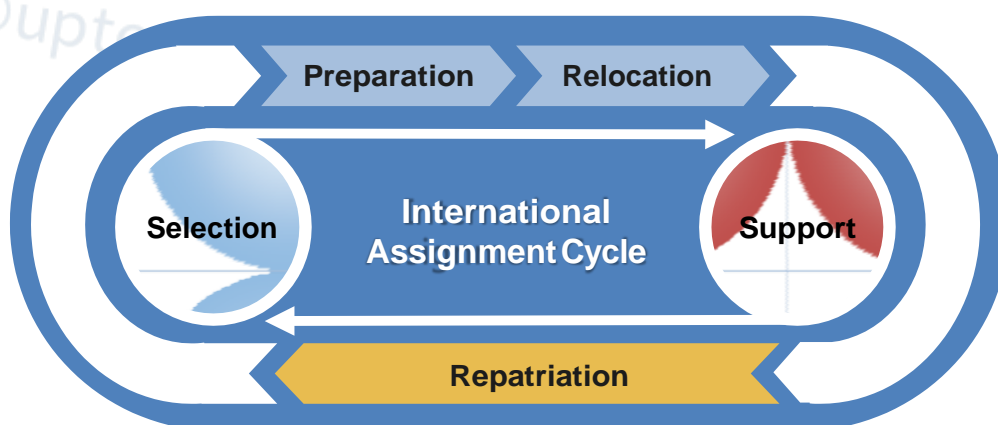 Preparation
Relocation
Selection
International
Assignment Cycle
Support
Repatriation